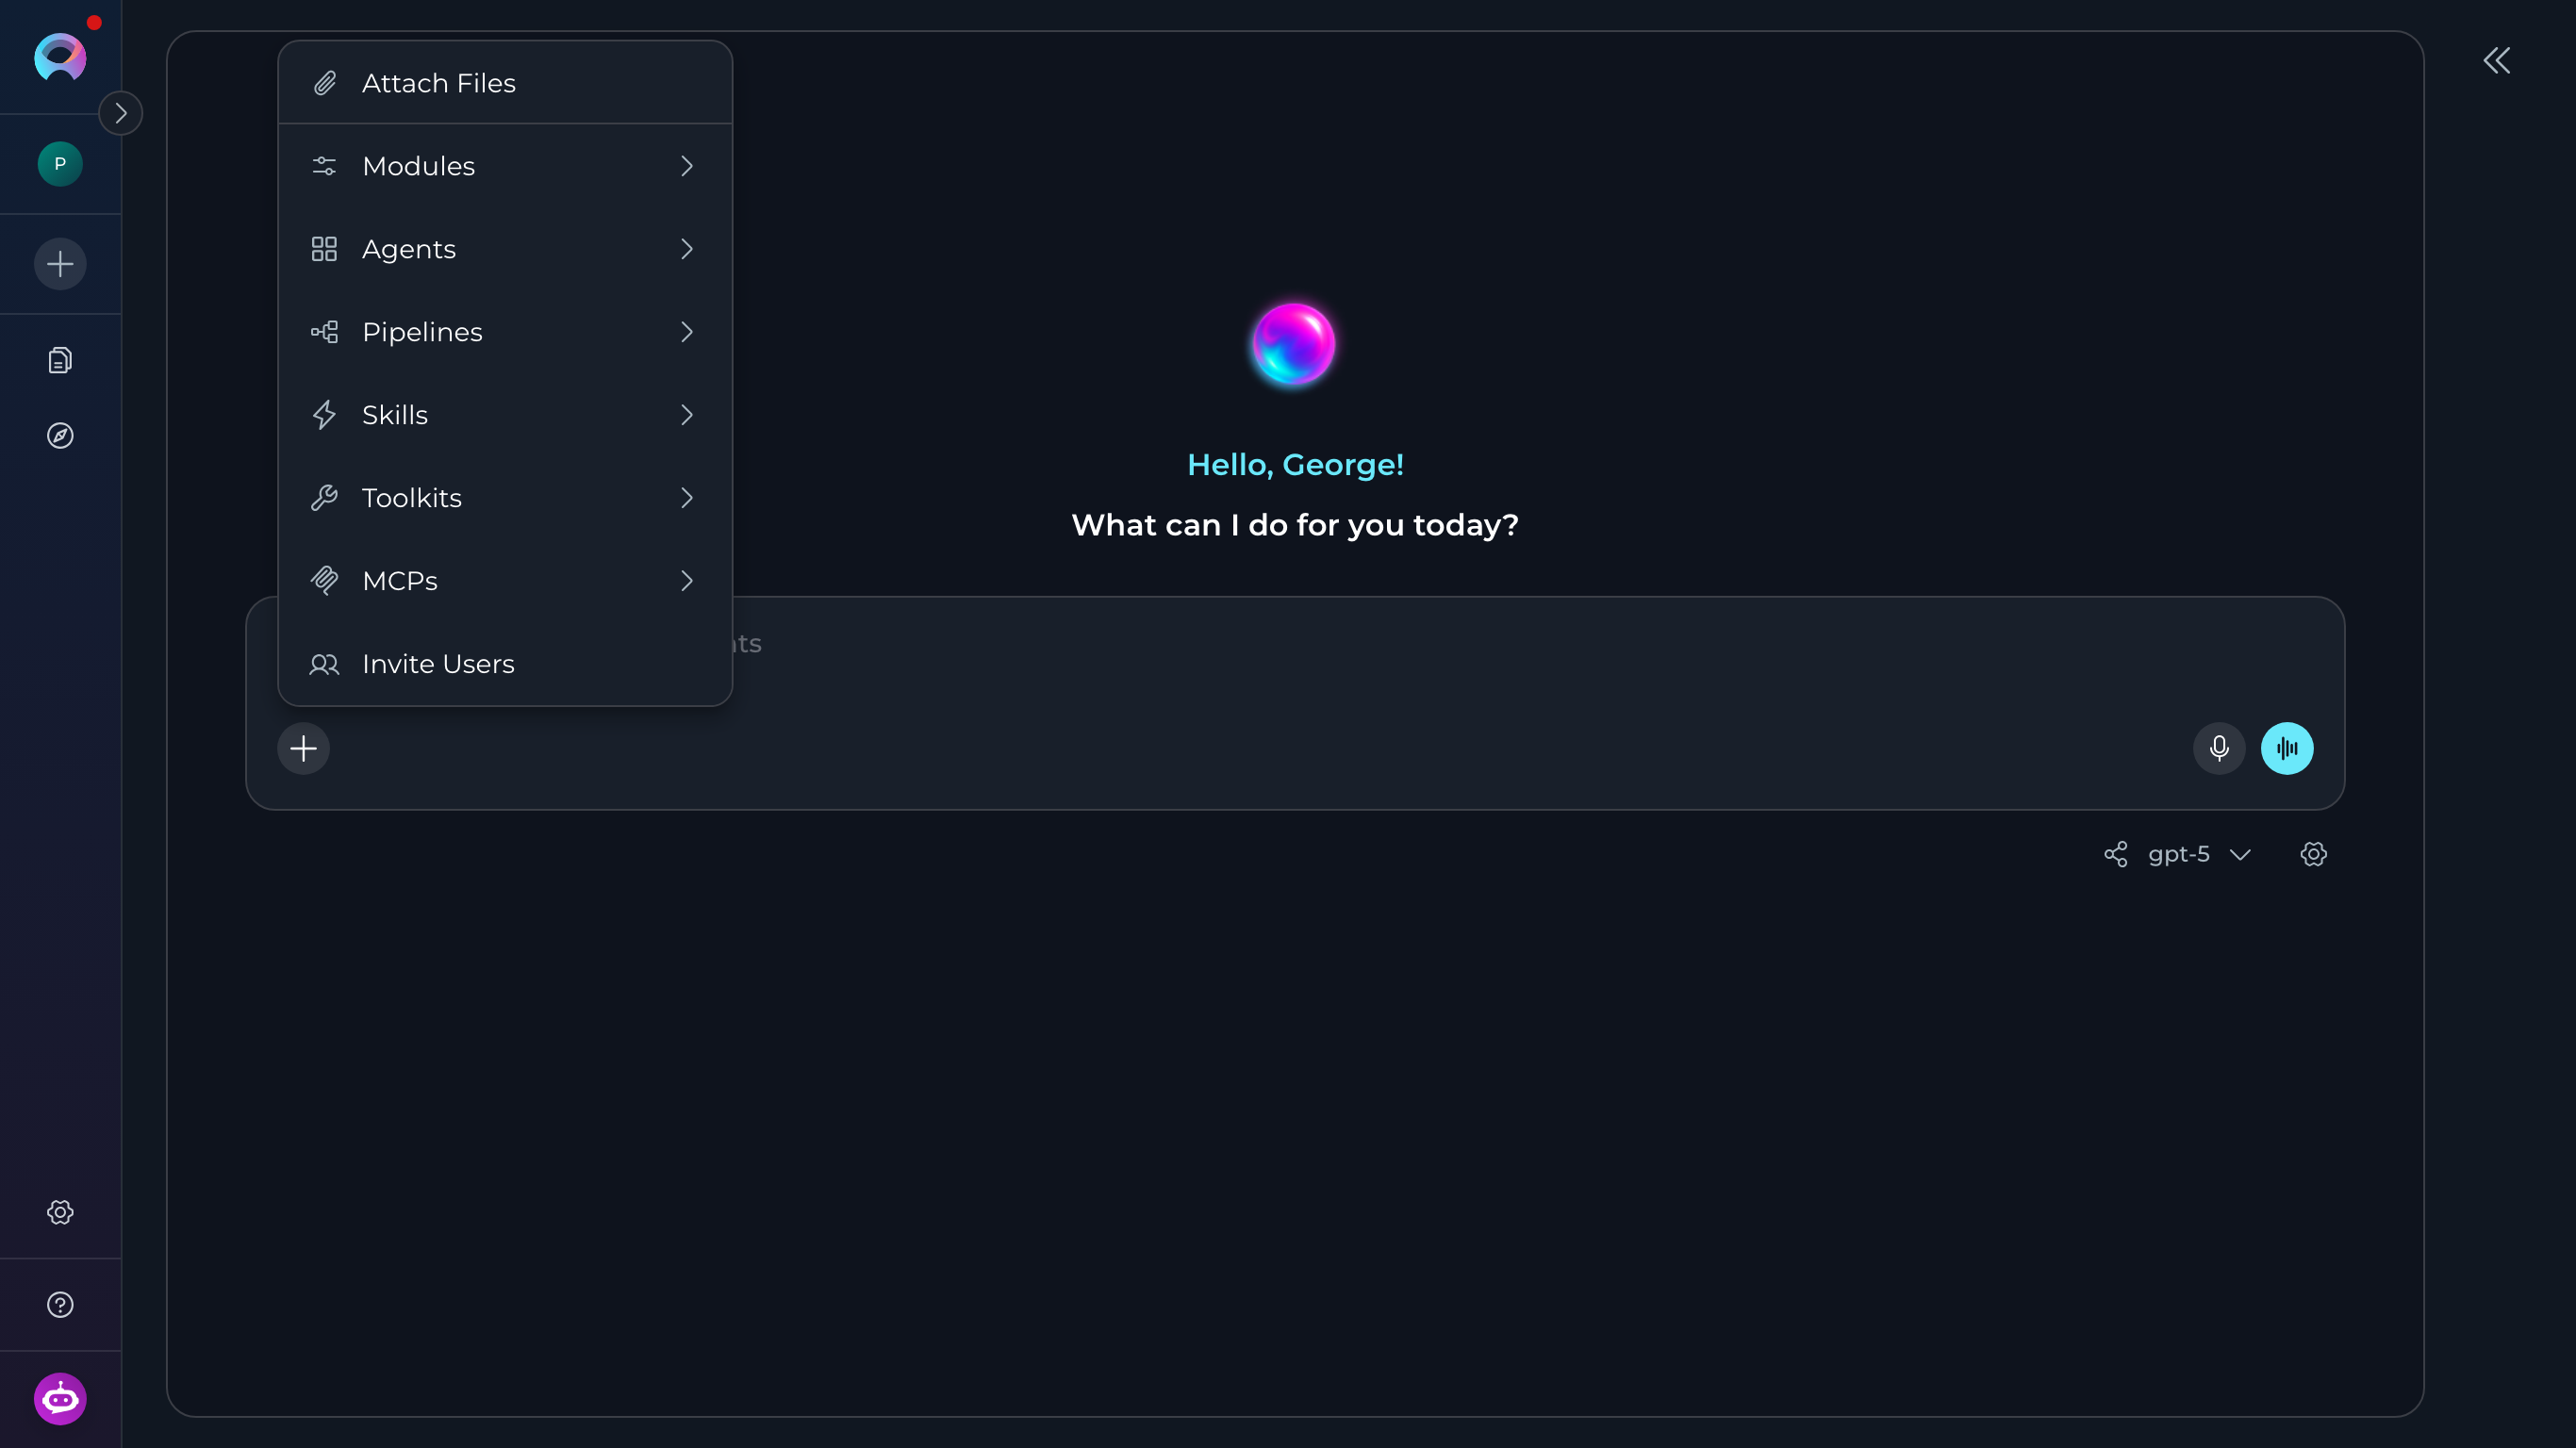 Attach Files
P
Modules
Agents
Pipelines
Skills
Toolkits
MCPs
Invite Users
Hello, George!
What can I do for you today?
gpt-5